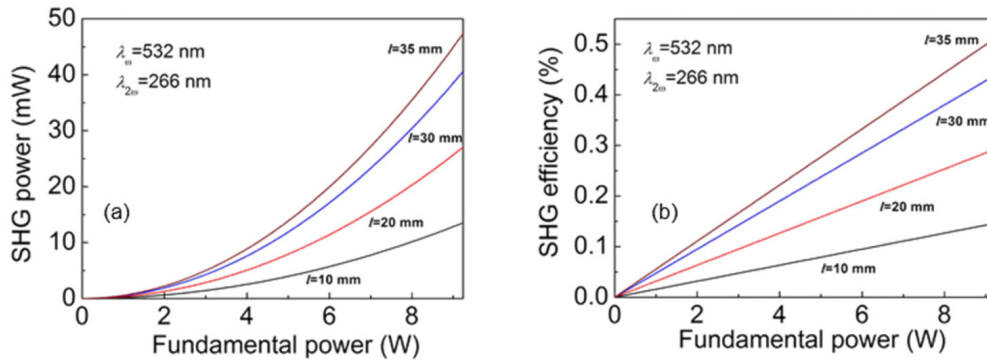 50
40
30
20
10
0
SHG power (mW)
λω=532 nm
λ2ω=266 nm
l=35 mm
l=30 mm
l=20 mm
l=10 mm
(a)
0 2 4 6 8
Fundamental power (W)
0.5
0.4
0.3
0.2
0.1
0.0
SHG efficiency (%)
λω=532 nm
λ2ω=266 nm
l=35 mm
l=30 mm
l=20 mm
l=10 mm
(b)
0 2 4 6 8
Fundamental power (W)